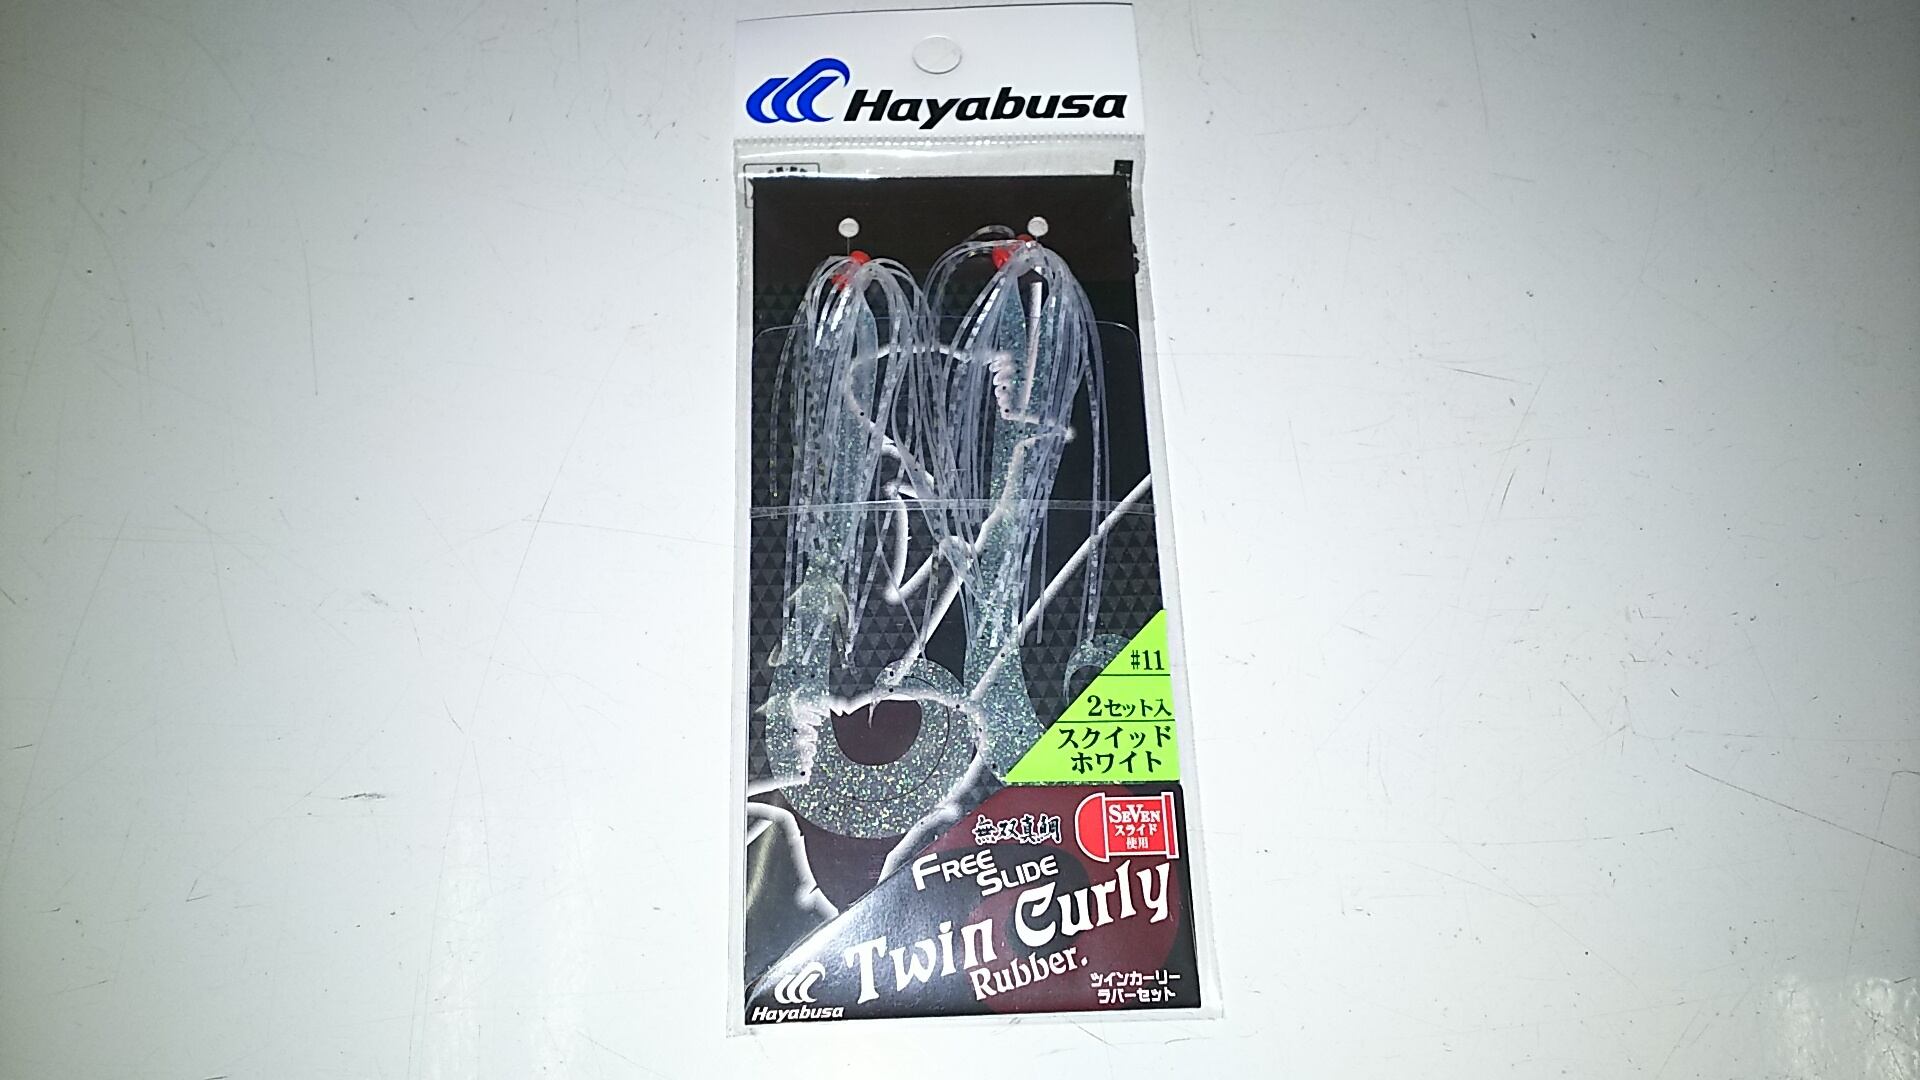 Hayabusa
#11
2セット入
スクイッド
ホワイト
無双真鯛
SEVEN
スライド
使用
FREE
SLIDE
Twin Curly
Rubber.
ツインカーリー
ラバーセット
Hayabusa